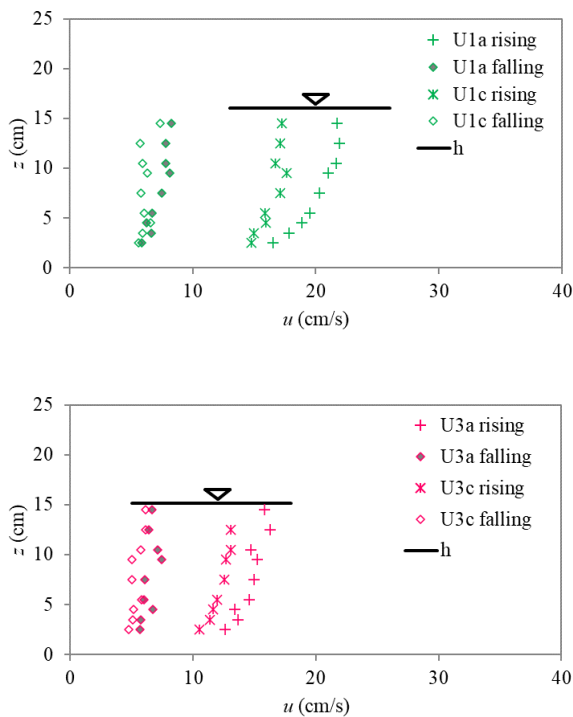 25
20
15
10
5
0
z (cm)
0
10
20
30
40
u (cm/s)
U1a rising
U1a falling
U1c rising
U1c falling
h
25
20
15
10
5
0
z (cm)
0
10
20
30
40
u (cm/s)
U3a rising
U3a falling
U3c rising
U3c falling
h